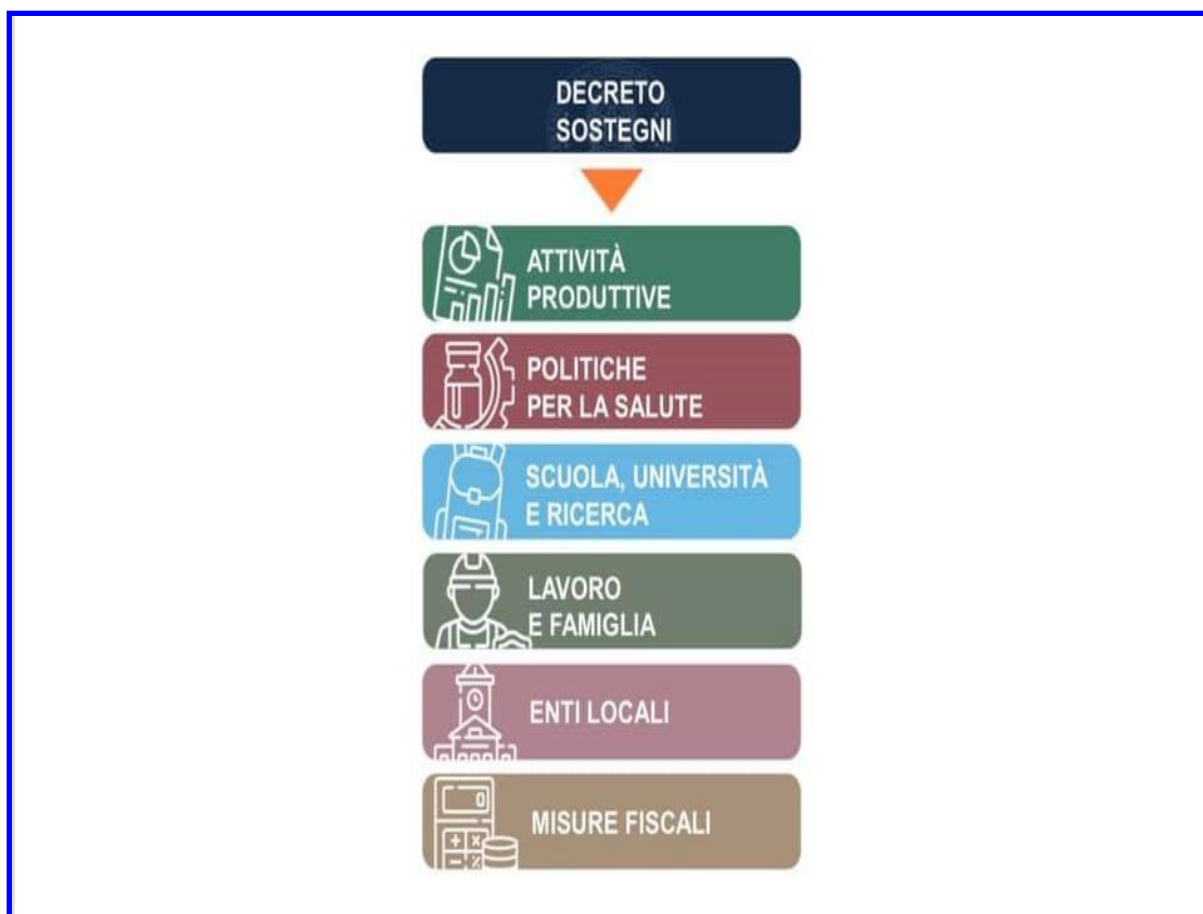 DECRETO
SOSTEGNI
ATTIVITÀ
PRODUTTIVE
POLITICHE
PER LA SALUTE
SCUOLA, UNIVERSITÀ
E RICERCA
LAVORO
E FAMIGLIA
ENTI LOCALI
MISURE FISCALI